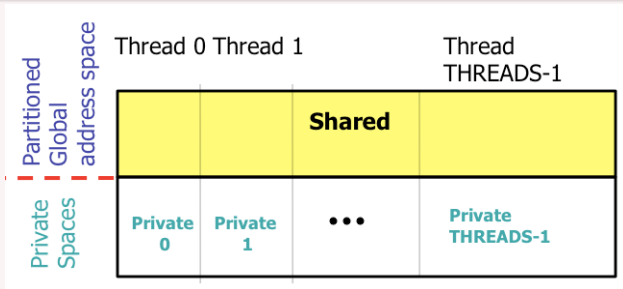 Thread 0 Thread 1
Thread
THREADS-1
Partitioned
Global
address space
Shared
Private
Spaces
Private
0
Private
1
•••
Private
THREADS-1